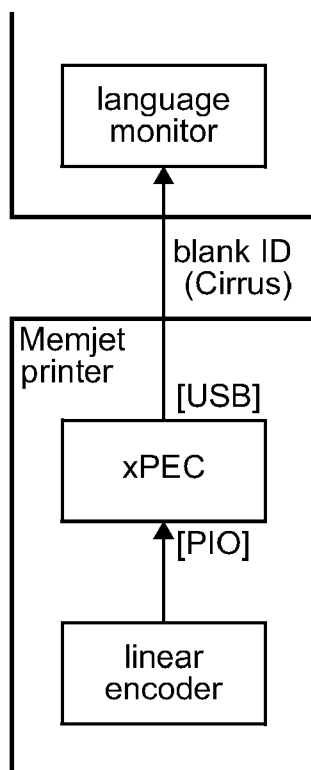 language
monitor
blank ID
(Cirrus)
Memjet
printer
[USB]
xPEC
[PIO]
linear
encoder